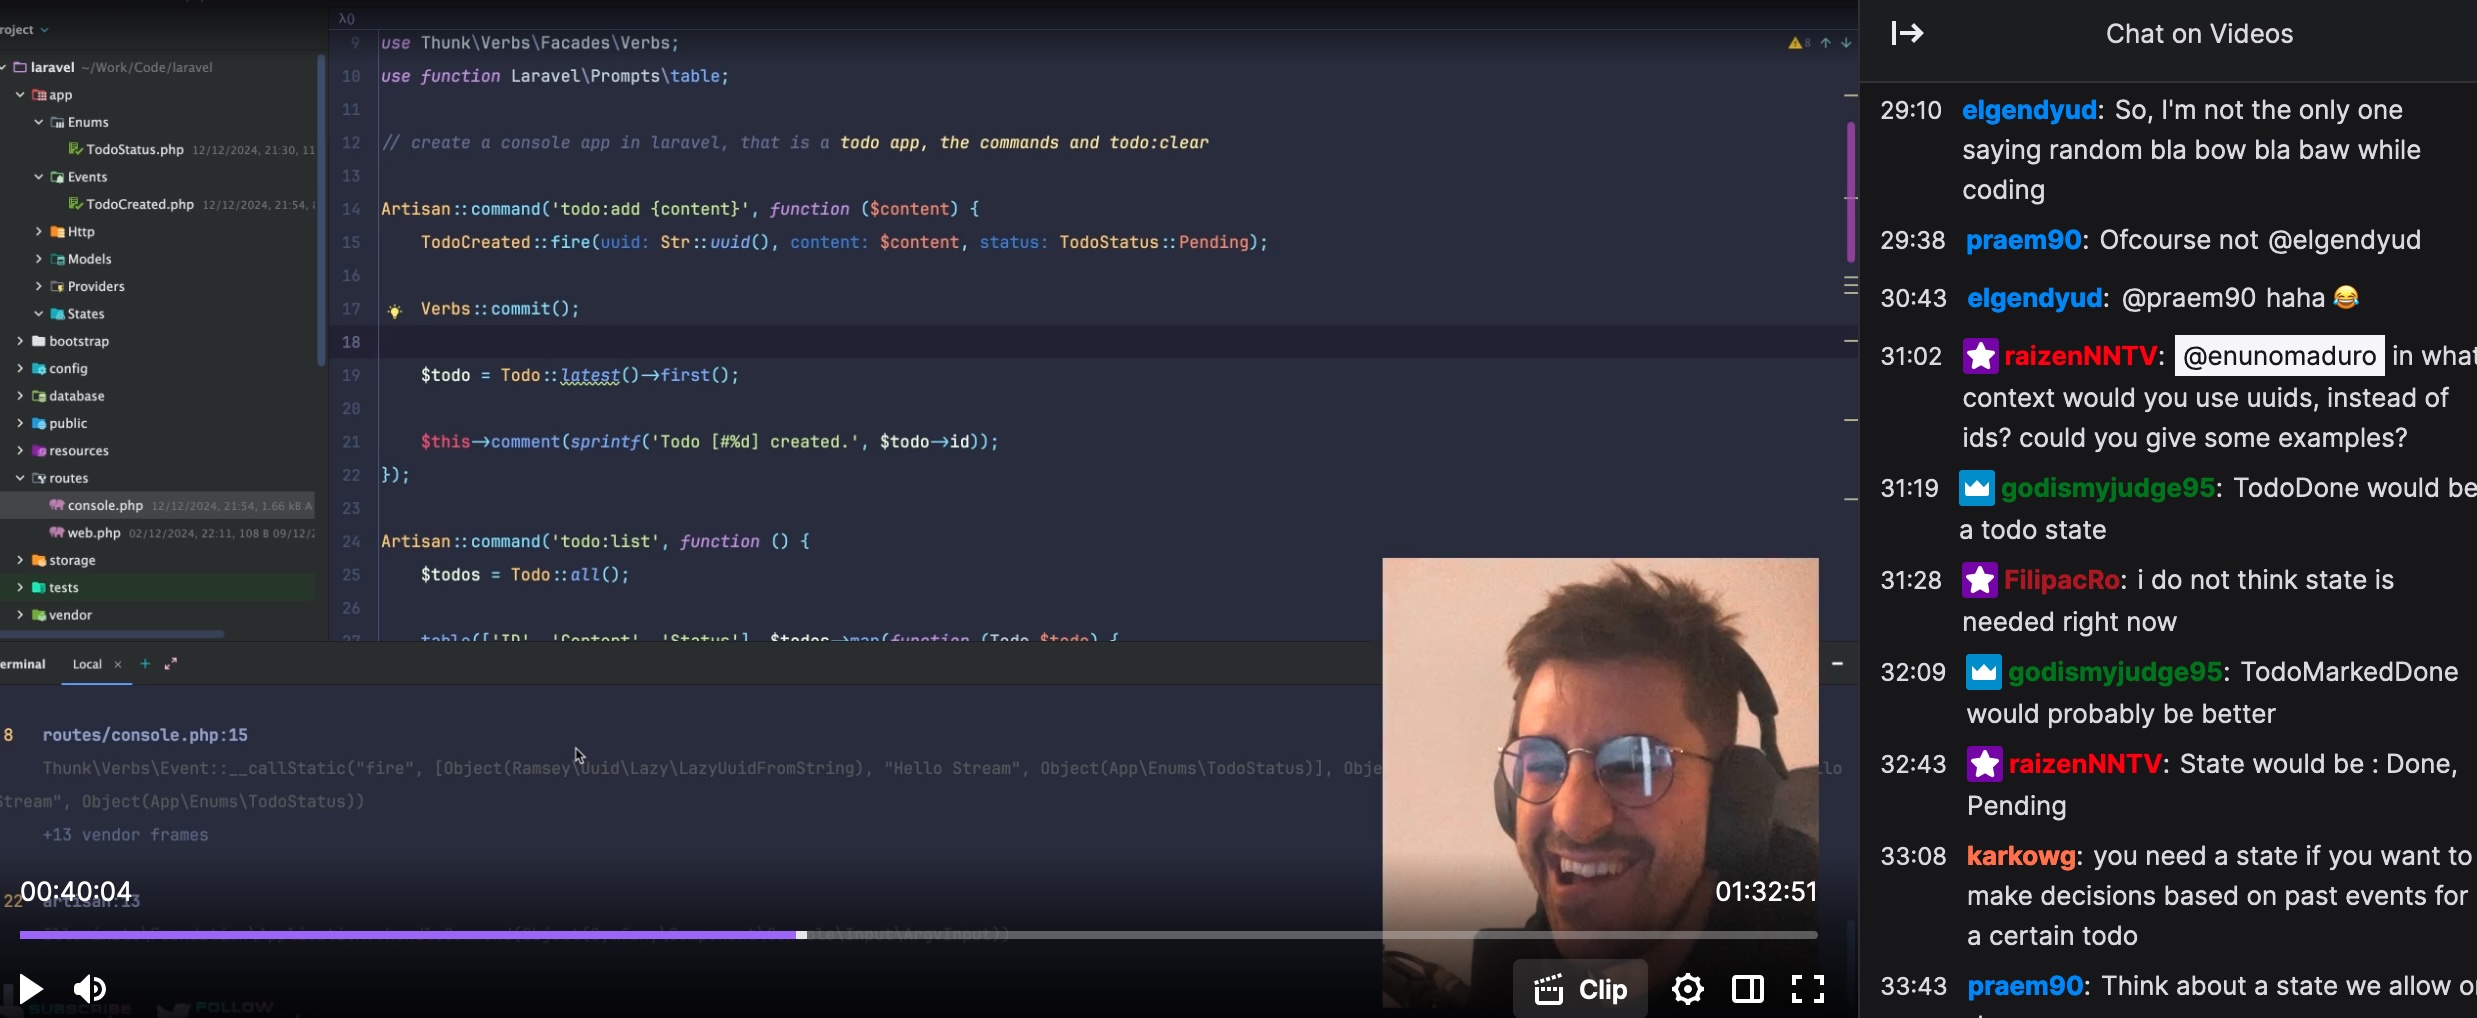 roject
laravel ~/Work/Code/laravel
app
Enums
TodoStatus.php 12/12/2024, 21:30, 11
Events
TodoCreated.php 12/12/2024, 21:54,
Http
Models
Providers
States
bootstrap
config
database
public
resources
routes
console.php 12/12/2024, 21:54, 1.66 kB A
web.php 02/12/2024, 22:11, 108 B 09/12/2
storage
tests
vendor
λ()
8
9 use Thunk\Verbs\Facades\Verbs;
10 use function Laravel\Prompts\table;
11
12 // create a console app in laravel, that is a todo app, the commands and todo:clear
13
14 Artisan::command('todo:add {content}', function ($content) {
15 TodoCreated::fire(uuid: Str::uuid(), content: $content, status: TodoStatus::Pending);
16
17 Verbs::commit();
18
19 $todo = Todo::latest()→first();
20
21 $this→comment(sprintf('Todo [#%d] created.', $todo→id));
22 });
23
24 Artisan::command('todo:list', function () {
25 $todos = Todo::all();
26
27 table(['ID', 'Content', 'Status'], $todos→map(function (Todo $todo) {
erminal Local × +
8 routes/console.php:15
Thunk\Verbs\Event::__callStatic("fire", [Object(Ramsey\Uuid\Lazy\LazyUuidFromString), "Hello Stream", Object(App\Enums\TodoStatus)], Obje
lo
Stream", Object(App\Enums\TodoStatus))
+13 vendor frames
22 artisan:13
00:40:04
01:32:51
SUBSCRIBE FOLLOW
Clip
Chat on Videos
29:10 elgendyud: So, I'm not the only one
saying random bla bow bla baw while
coding
29:38 praem90: Ofcourse not @elgendyud
30:43 elgendyud: @praem90 haha 😂
31:02 raizenNNTV: @enunomaduro in what
context would you use uuids, instead of
ids? could you give some examples?
31:19 godismyjudge95: TodoDone would be
a todo state
31:28 FilipacRo: i do not think state is
needed right now
32:09 godismyjudge95: TodoMarkedDone
would probably be better
32:43 raizenNNTV: State would be : Done,
Pending
33:08 karkowg: you need a state if you want to
make decisions based on past events for
a certain todo
33:43 praem90: Think about a state we allow o